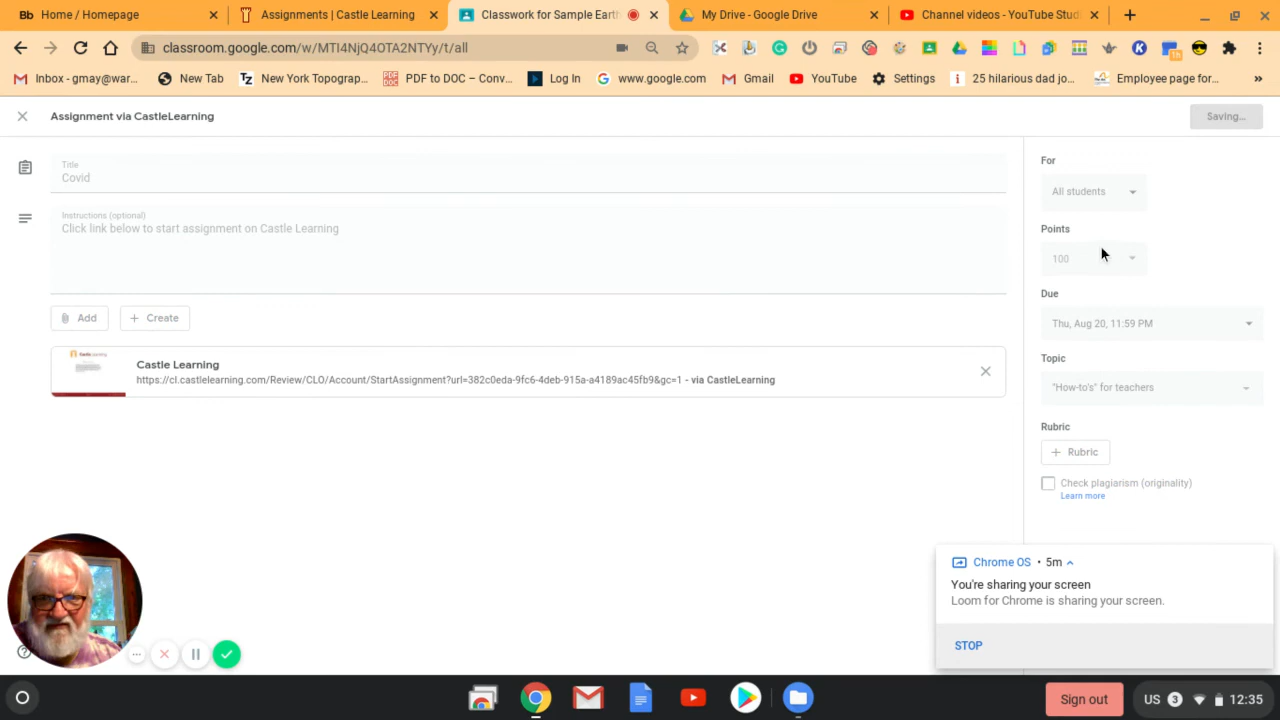 Bb Home / Homepage
Assignments | Castle Learning
Classwork for Sample Earth
My Drive - Google Drive
Channel videos - YouTube Stud
classroom.google.com/w/MTI4NjQ4OTA2NTYy/t/all
Inbox - gmay@war...
New Tab
TZ New York Topograp...
PDF to DOC – Conv...
Log In
www.google.com
Gmail
YouTube
Settings
25 hilarious dad jo...
Employee page for...
»
Assignment via CastleLearning
Saving...
Title
Covid
Instructions (optional)
Click link below to start assignment on Castle Learning
Add
Create
Castle Learning
https://cl.castlelearning.com/Review/CLO/Account/StartAssignment?url=382c0eda-9fc6-4deb-915a-a4189ac45fb9&gc=1 - via CastleLearning
For
All students
Points
100
Due
Thu, Aug 20, 11:59 PM
Topic
"How-to's" for teachers
Rubric
+ Rubric
Check plagiarism (originality)
Learn more
Chrome OS • 5m
You're sharing your screen
Loom for Chrome is sharing your screen.
STOP
Sign out
US 3 12:35